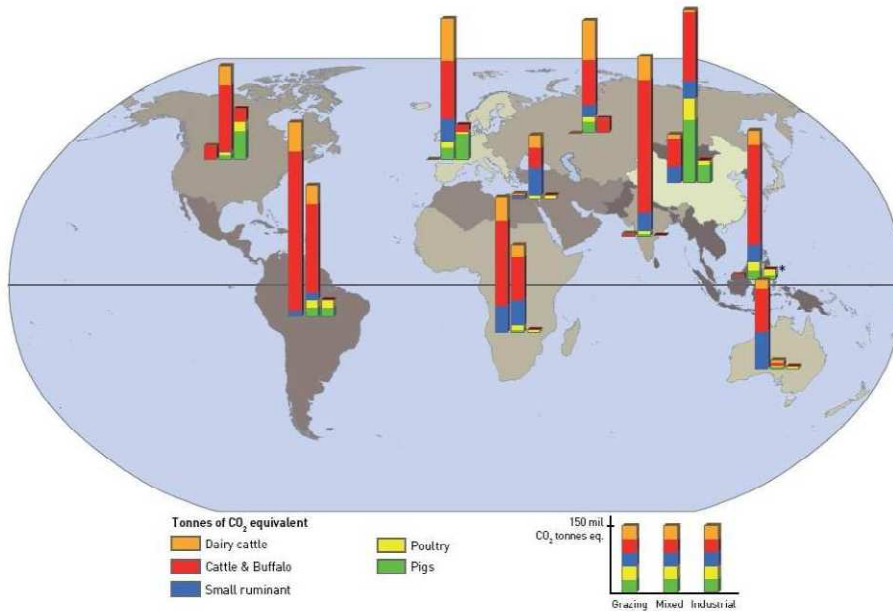 *
Tonnes of CO₂ equivalent
Dairy cattle
Cattle & Buffalo
Small ruminant
Poultry
Pigs
150 mil
CO₂ tonnes eq.
Grazing Mixed Industrial